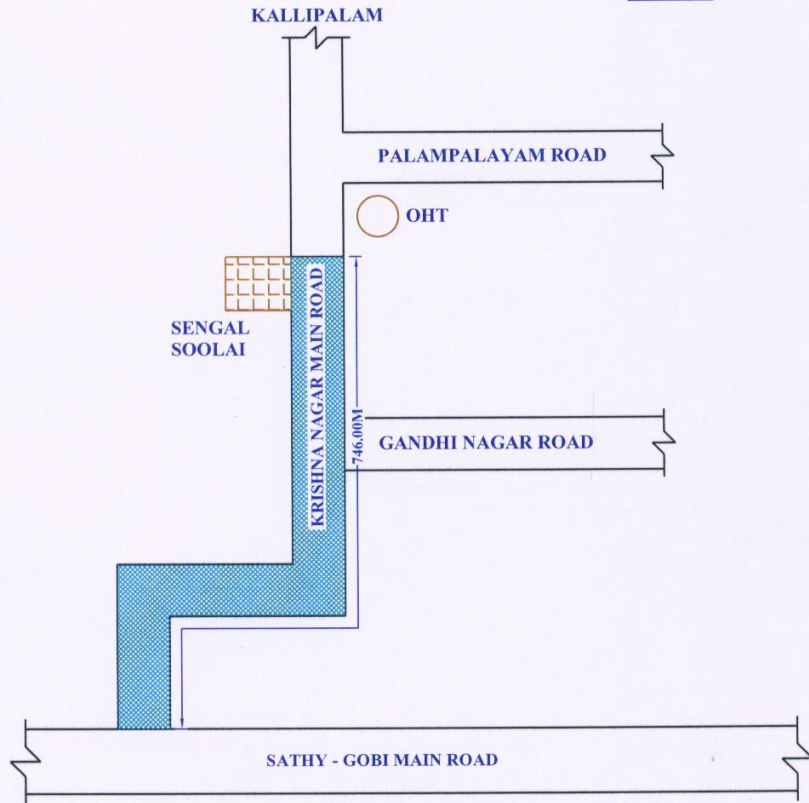 KALLIPALAM
PALAMPALAYAM ROAD
OHT
SENGAL
SOOLAI
KRISHNA NAGAR MAIN ROAD
746.00M
GANDHI NAGAR ROAD
SATHY - GOBI MAIN ROAD